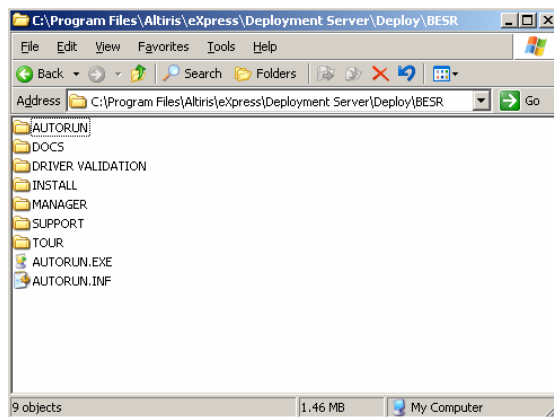 C:\Program Files\Altiris\eXpress\Deployment Server\Deploy\BESR
File Edit View Favorites Tools Help
Back Search Folders
Address C:\Program Files\Altiris\eXpress\Deployment Server\Deploy\BESR Go
AUTORUN
DOCS
DRIVER VALIDATION
INSTALL
MANAGER
SUPPORT
TOUR
AUTORUN.EXE
AUTORUN.INF
9 objects 1.46 MB My Computer